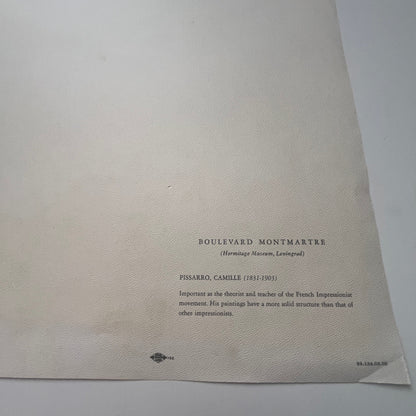 BOULEVARD MONTMARTRE
(Hermitage Museum, Leningrad)
PISSARRO, CAMILLE (1831-1903)
Important as the theorist and teacher of the French Impressionist
movement. His paintings have a more solid structure than that of
other impressionists.